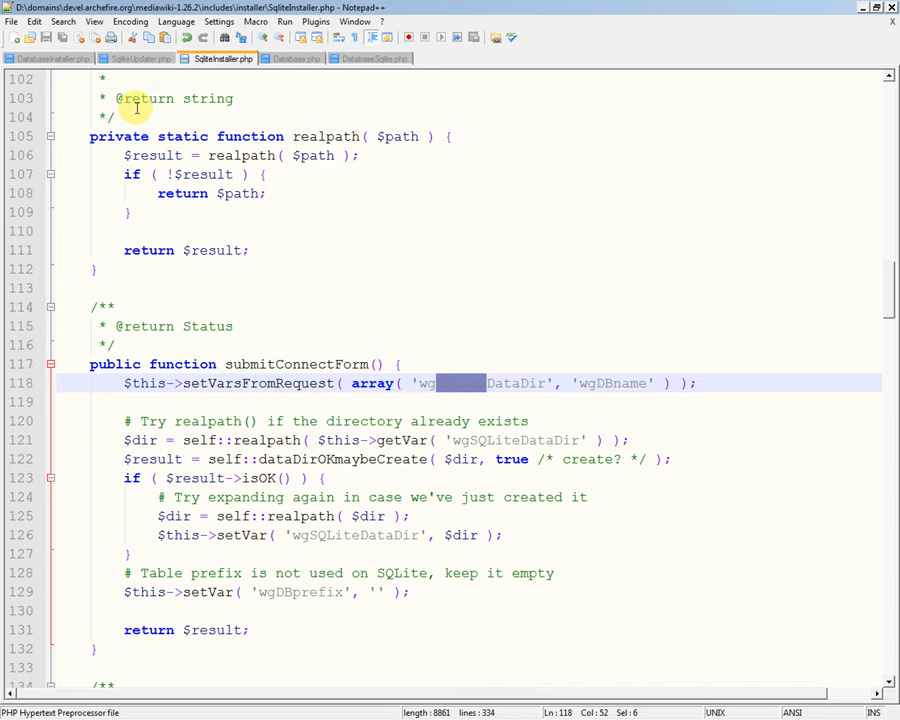 D:\domains\devel.archefire.org\mediawiki-1.26.2\includes\installer\SqliteInstaller.php - Notepad++
File Edit Search View Encoding Language Settings Macro Run Plugins Window ?
DatabaseInstaller.php SqliteUpdater.php SqliteInstaller.php Database.php DatabaseSqlite.php
102 *
103 * @return string
104 */
105 private static function realpath( $path ) {
106 $result = realpath( $path );
107 if ( !$result ) {
108 return $path;
109 }
110
111 return $result;
112 }
113
114 /**
115 * @return Status
116 */
117 public function submitConnectForm() {
118 $this->setVarsFromRequest( array( 'wgSQLiteDataDir', 'wgDBname' ) );
119
120 # Try realpath() if the directory already exists
121 $dir = self::realpath( $this->getVar( 'wgSQLiteDataDir' ) );
122 $result = self::dataDirOKmaybeCreate( $dir, true /* create? */ );
123 if ( $result->isOK() ) {
124 # Try expanding again in case we've just created it
125 $dir = self::realpath( $dir );
126 $this->setVar( 'wgSQLiteDataDir', $dir );
127 }
128 # Table prefix is not used on SQLite, keep it empty
129 $this->setVar( 'wgDBprefix', '' );
130
131 return $result;
132 }
133
134 /**
PHP Hypertext Preprocessor file length : 8861 lines : 334 Ln : 118 Col : 52 Sel : 6 UNIX ANSI INS